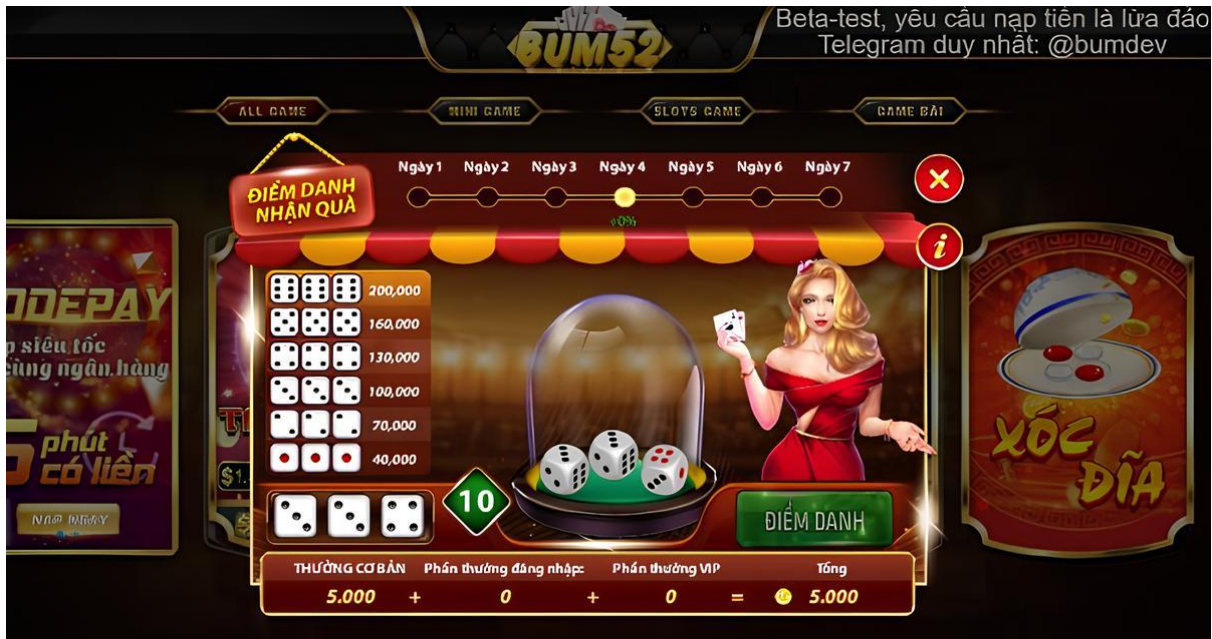 Beta-test, yêu cầu nạp tiền là lừa đảo
Telegram duy nhất: @bumdev
BUM52
ALL GAME
MINI GAME
SLOTS GAME
GAME BÀI
ĐIỂM DANH
NHẬN QUÀ
Ngày 1 Ngày 2 Ngày 3 Ngày 4 Ngày 5 Ngày 6 Ngày 7
200,000
160,000
130,000
100,000
70,000
40,000
10
ĐIỂM DANH
THƯỞNG CƠ BẢN Phần thưởng đăng nhập: Phần thưởng VIP Tổng
5.000 + 0 + 0 = 5.000
siêu tốc
cùng ngân hàng
5 phút
có liền
XÓC
ĐĨA